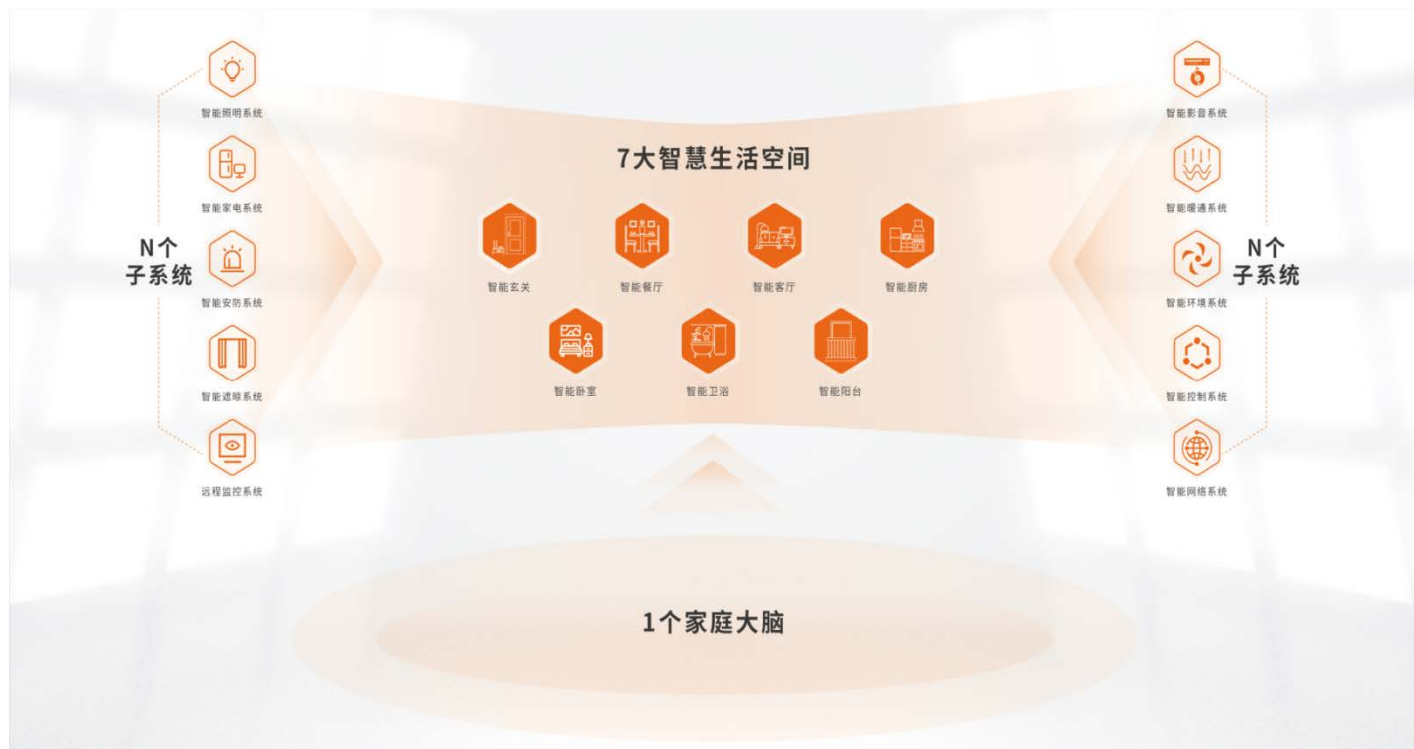 智能照明系统
智能家电系统
N个
子系统
智能安防系统
智能遮晾系统
远程监控系统
7大智慧生活空间
智能玄关
智能餐厅
智能客厅
智能厨房
智能卧室
智能卫浴
智能阳台
1个家庭大脑
智能影音系统
智能暖通系统
N个
子系统
智能环境系统
智能控制系统
智能网络系统